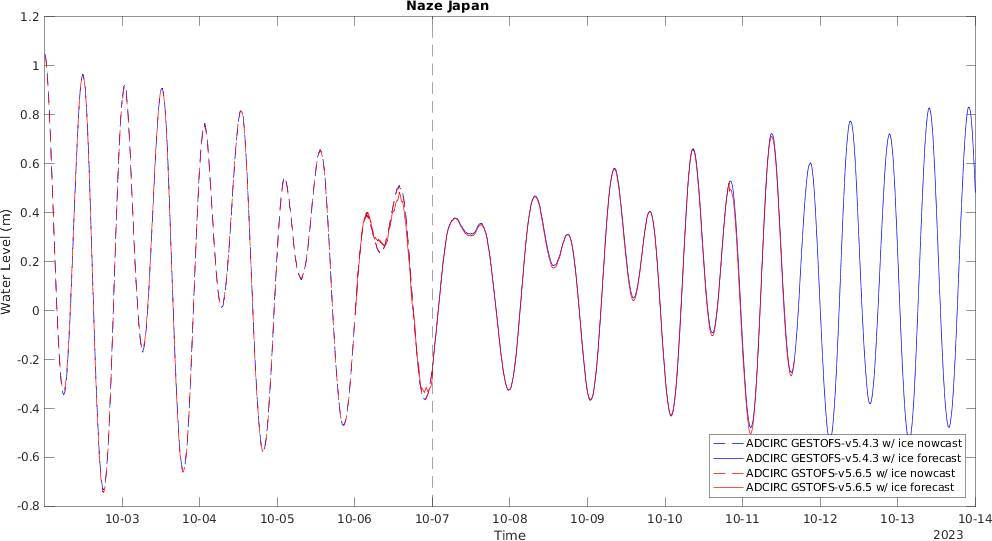 Naze Japan
1.2
1
0.8
0.6
0.4
0.2
0
-0.2
-0.4
-0.6
-0.8
Water Level (m)
10-03 10-04 10-05 10-06 10-07 10-08 10-09 10-10 10-11 10-12 10-13 10-14
Time
2023
ADCIRC GESTOFS-v5.4.3 w/ ice nowcast
ADCIRC GESTOFS-v5.4.3 w/ ice forecast
ADCIRC GSTOFS-v5.6.5 w/ ice nowcast
ADCIRC GSTOFS-v5.6.5 w/ ice forecast